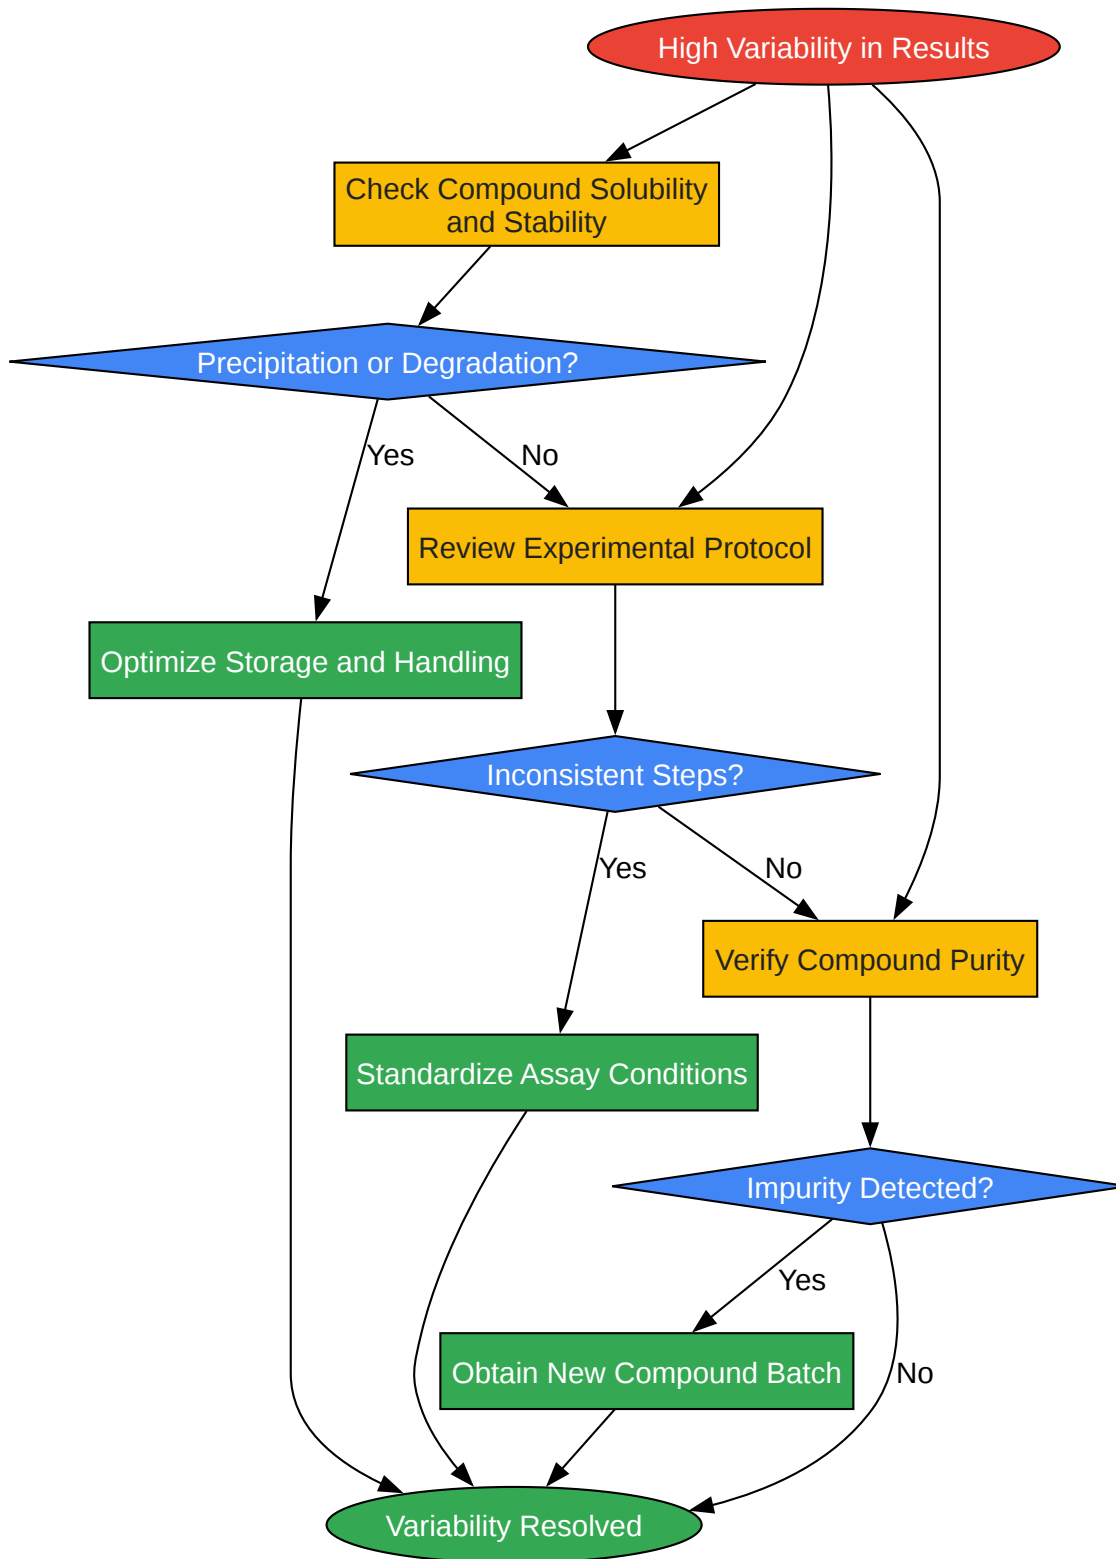 High Variability in Results
Check Compound Solubility
and Stability
Precipitation or Degradation?
Yes
No
Review Experimental Protocol
Optimize Storage and Handling
Inconsistent Steps?
Yes
No
Verify Compound Purity
Standardize Assay Conditions
Impurity Detected?
Yes
Obtain New Compound Batch
No
Variability Resolved